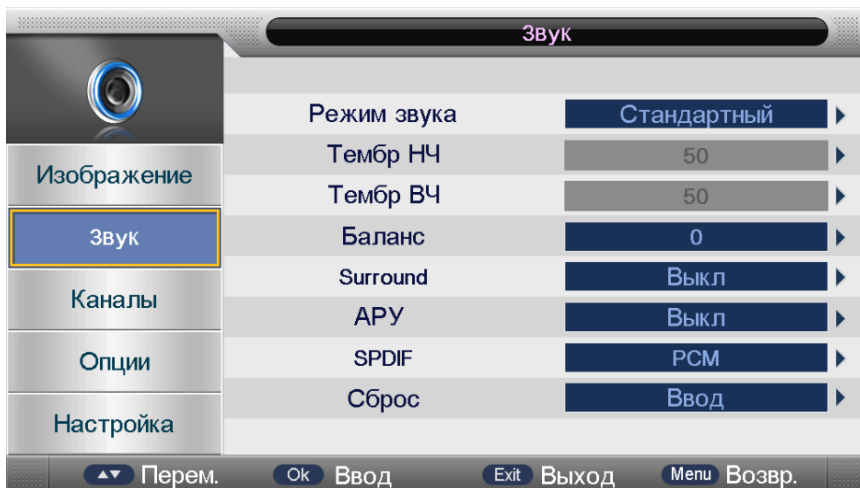 Звук
Изображение
Звук
Каналы
Опции
Настройка
Режим звука Стандартный
Тембр НЧ 50
Тембр ВЧ 50
Баланс 0
Surround Выкл
АРУ Выкл
SPDIF PCM
Сброс Ввод
Перем. Ok Ввод Exit Выход Menu Возвр.